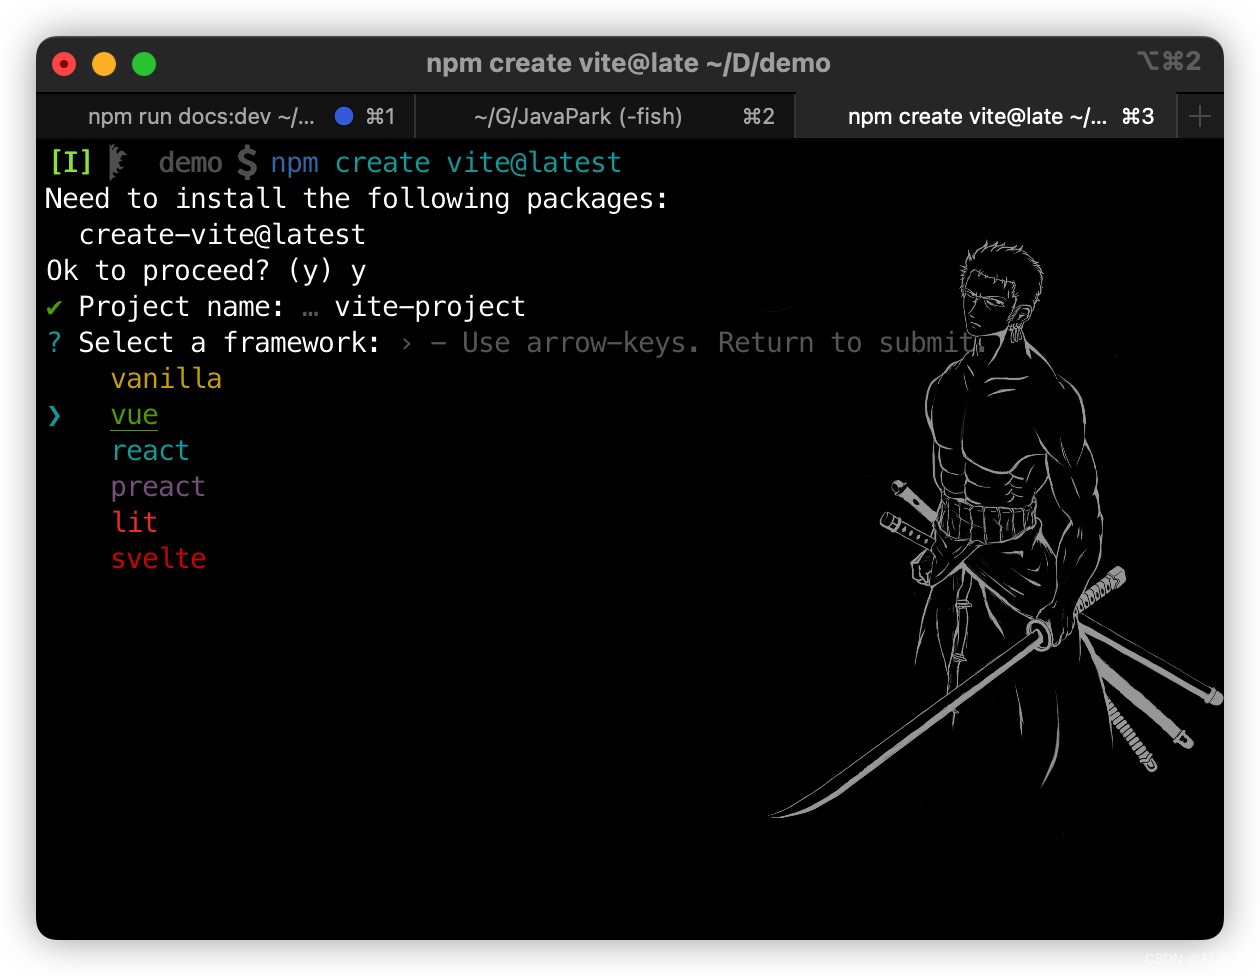 npm create vite@late ~/D/demo ⌥⌘2
npm run docs:dev ~/... ⌘1 ~/G/JavaPark (-fish) ⌘2 npm create vite@late ~/... ⌘3
[I] demo $ npm create vite@latest
Need to install the following packages:
create-vite@latest
Ok to proceed? (y) y
✔ Project name: … vite-project
? Select a framework: › - Use arrow-keys. Return to submit.
vanilla
❯ vue
react
preact
lit
svelte
CSDN